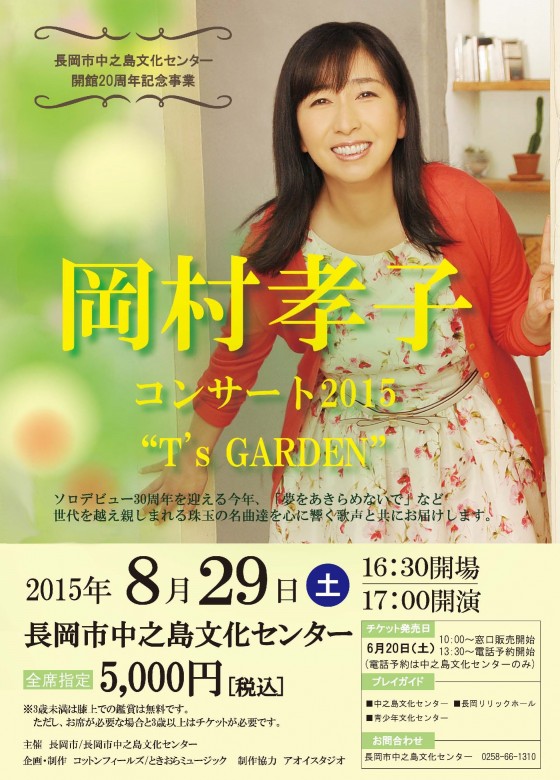 長岡市中之島文化センター
開館20周年記念事業
岡村孝子
コンサート2015
“T's GARDEN”
ソロデビュー30周年を迎える今年、「夢をあきらめないで」など
世代を越え親しまれる珠玉の名曲達を心に響く歌声と共にお届けします。
2015年 8月29日 土
16:30開場
17:00開演
長岡市中之島文化センター
全席指定 5,000円[税込]
※3歳未満は膝上での鑑賞は無料です。
ただし、お席が必要な場合と3歳以上はチケットが必要です。
主催 長岡市/長岡市中之島文化センター
企画・制作 コットンフィールズ/ときおらミュージック 制作協力 アオイスタジオ
チケット発売日
6月20日(土) 10:00～窓口販売開始
13:30～電話予約開始
(電話予約は中之島文化センターのみ)
プレイガイド
■中之島文化センター ■長岡リリックホール
■青少年文化センター
お問合わせ
長岡市中之島文化センター 0258-66-1310